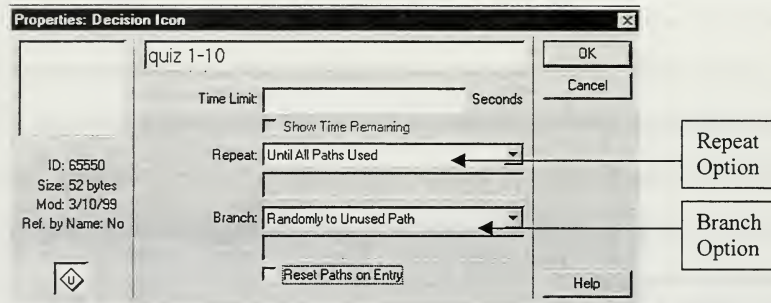 Properties: Decision Icon
quiz 1-10
OK
Cancel
Time Limit: Seconds
Show Time Remaining
Repeat: Until All Paths Used
Repeat
Option
ID: 65550
Size: 52 bytes
Mod: 3/10/99
Ref. by Name: No
Branch: Randomly to Unused Path
Branch
Option
Reset Paths on Entry
U
Help